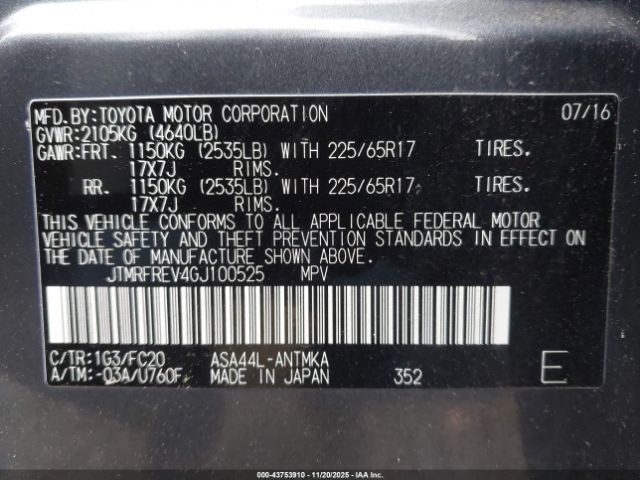 MFD.BY:TOYOTA MOTOR CORPORATION 07/16
GVWR:2105KG (4640LB)
GAWR:FRT. 1150KG (2535LB) WITH 225/65R17 TIRES.
17X7J RIMS.
RR. 1150KG (2535LB) WITH 225/65R17 TIRES.
17X7J RIMS.
THIS VEHICLE CONFORMS TO ALL APPLICABLE FEDERAL MOTOR
VEHICLE SAFETY AND THEFT PREVENTION STANDARDS IN EFFECT ON
THE DATE OF MANUFACTURE SHOWN ABOVE.
JTMRFREV4GJ100525 MPV
C/TR:1G3/FC20 ASA44L-ANTMKA
A/TM:-03A/U760F MADE IN JAPAN 352 E
000-43753910 - 11/20/2025 - IAAI.com